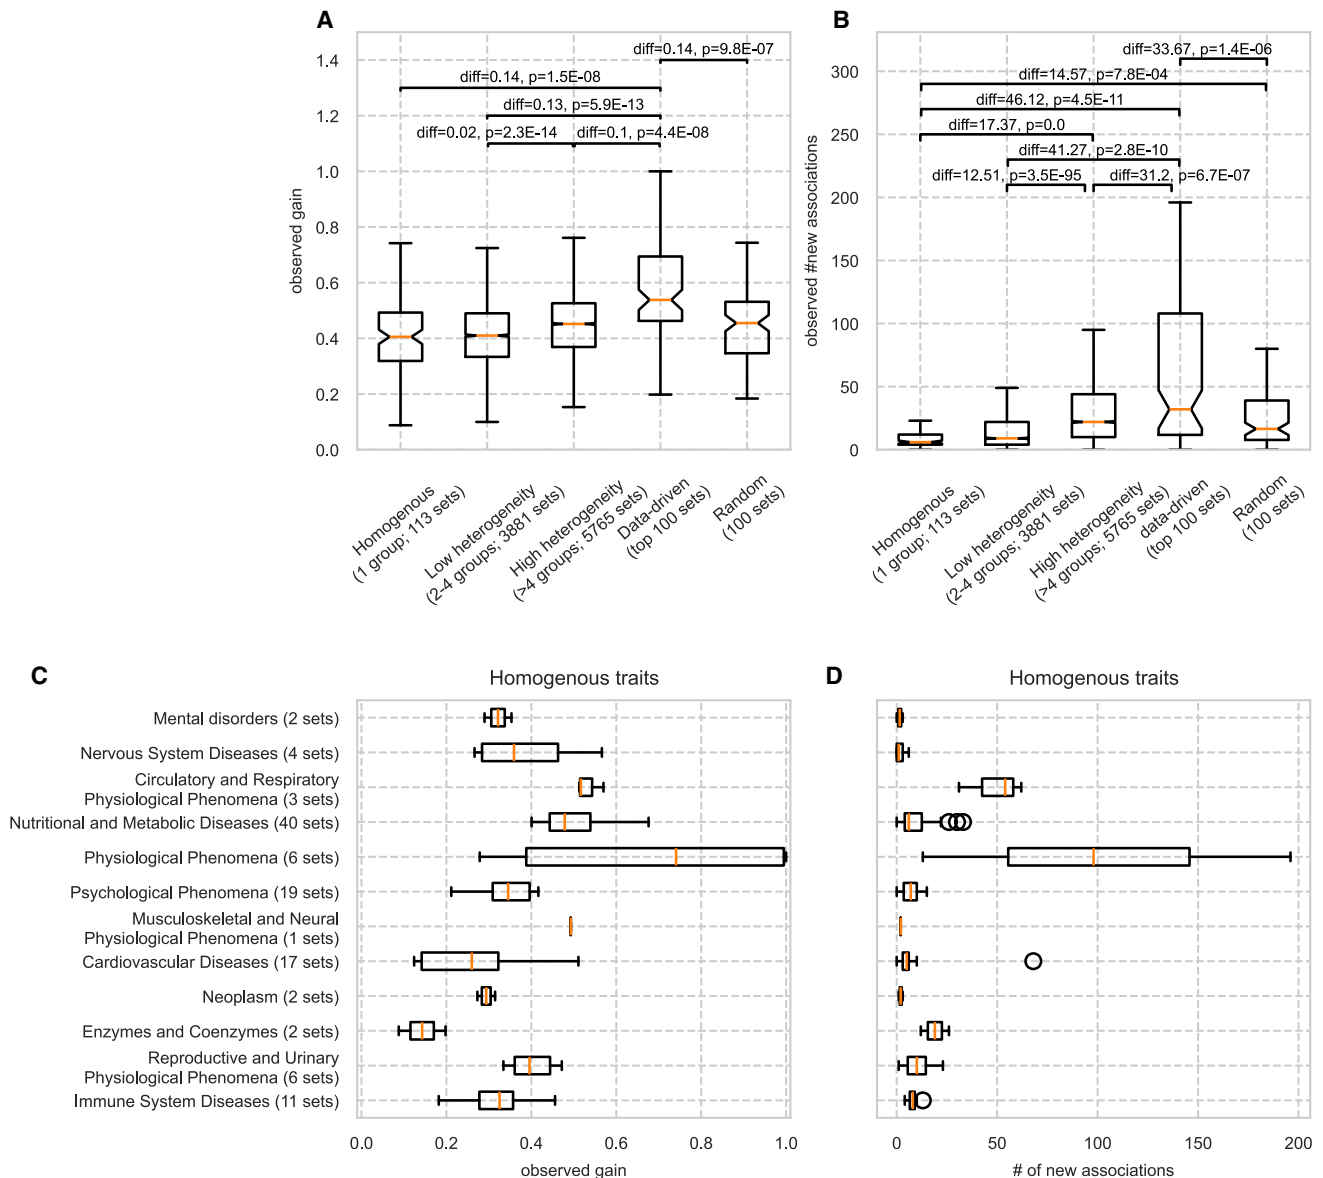 A
B
diff=0.14, p=9.8E-07
diff=0.14, p=1.5E-08
diff=0.13, p=5.9E-13
diff=0.02, p=2.3E-14
diff=0.1, p=4.4E-08
1.4
1.2
1.0
0.8
0.6
0.4
0.2
0.0
observed gain
Homogenous
(1 group; 113 sets)
Low heterogeneity
(2-4 groups; 3881 sets)
High heterogeneity
(>4 groups; 5765 sets)
Data-driven
(top 100 sets)
Random
(100 sets)
diff=33.67, p=1.4E-06
diff=14.57, p=7.8E-04
diff=46.12, p=4.5E-11
diff=17.37, p=0.0
diff=41.27, p=2.8E-10
diff=12.51, p=3.5E-95
diff=31.2, p=6.7E-07
300
250
200
150
100
50
0
observed #new associations
Homogenous
(1 group; 113 sets)
Low heterogeneity
(2-4 groups; 3881 sets)
High heterogeneity
(>4 groups; 5765 sets)
data-driven
(top 100 sets)
Random
(100 sets)
C
Homogenous traits
Mental disorders (2 sets)
Nervous System Diseases (4 sets)
Circulatory and Respiratory
Physiological Phenomena (3 sets)
Nutritional and Metabolic Diseases (40 sets)
Physiological Phenomena (6 sets)
Psychological Phenomena (19 sets)
Musculoskeletal and Neural
Physiological Phenomena (1 sets)
Cardiovascular Diseases (17 sets)
Neoplasm (2 sets)
Enzymes and Coenzymes (2 sets)
Reproductive and Urinary
Physiological Phenomena (6 sets)
Immune System Diseases (11 sets)
0.0 0.2 0.4 0.6 0.8 1.0
observed gain
D
Homogenous traits
0 50 100 150 200
# of new associations